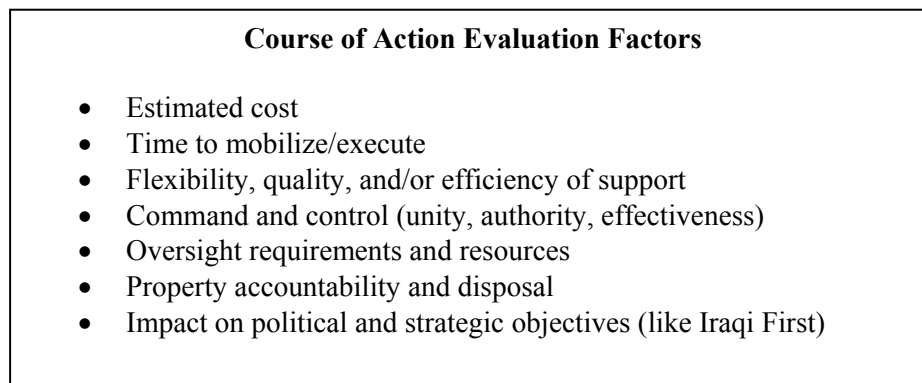 Course of Action Evaluation Factors
• Estimated cost
• Time to mobilize/execute
• Flexibility, quality, and/or efficiency of support
• Command and control (unity, authority, effectiveness)
• Oversight requirements and resources
• Property accountability and disposal
• Impact on political and strategic objectives (like Iraqi First)